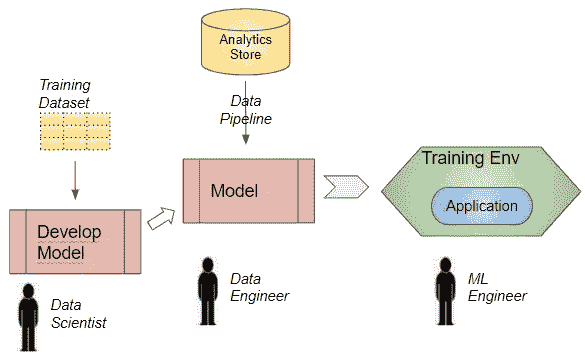 Analytics
Store
Training
Dataset
Data
Pipeline
Training Env
Model
Application
Develop
Model
Data
Engineer
ML
Engineer
Data
Scientist